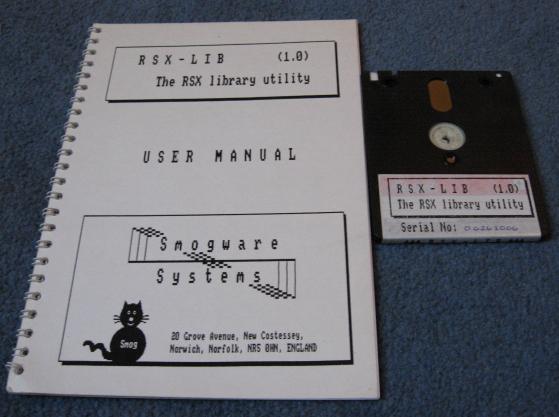 RSX-LIB (1.0)
The RSX library utility
USER MANUAL
Smogware
Systems
Smog
20 Grove Avenue, New Costessey,
Norwich, Norfolk, NR5 0HN, ENGLAND
RSX-LIB (1.0)
The RSX library utility
Serial No: